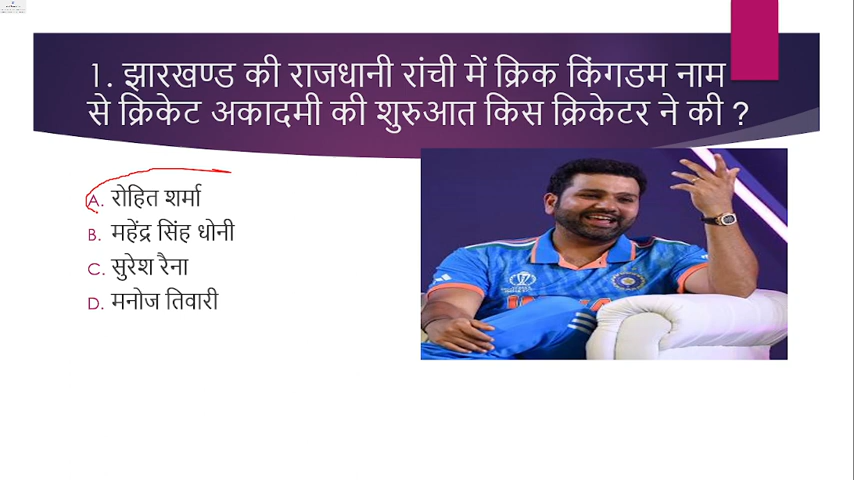 1. झारखण्ड की राजधानी रांची में क्रिक किंगडम नाम
से क्रिकेट अकादमी की शुरुआत किस क्रिकेटर ने की ?
A. रोहित शर्मा
B. महेंद्र सिंह धोनी
C. सुरेश रैना
D. मनोज तिवारी